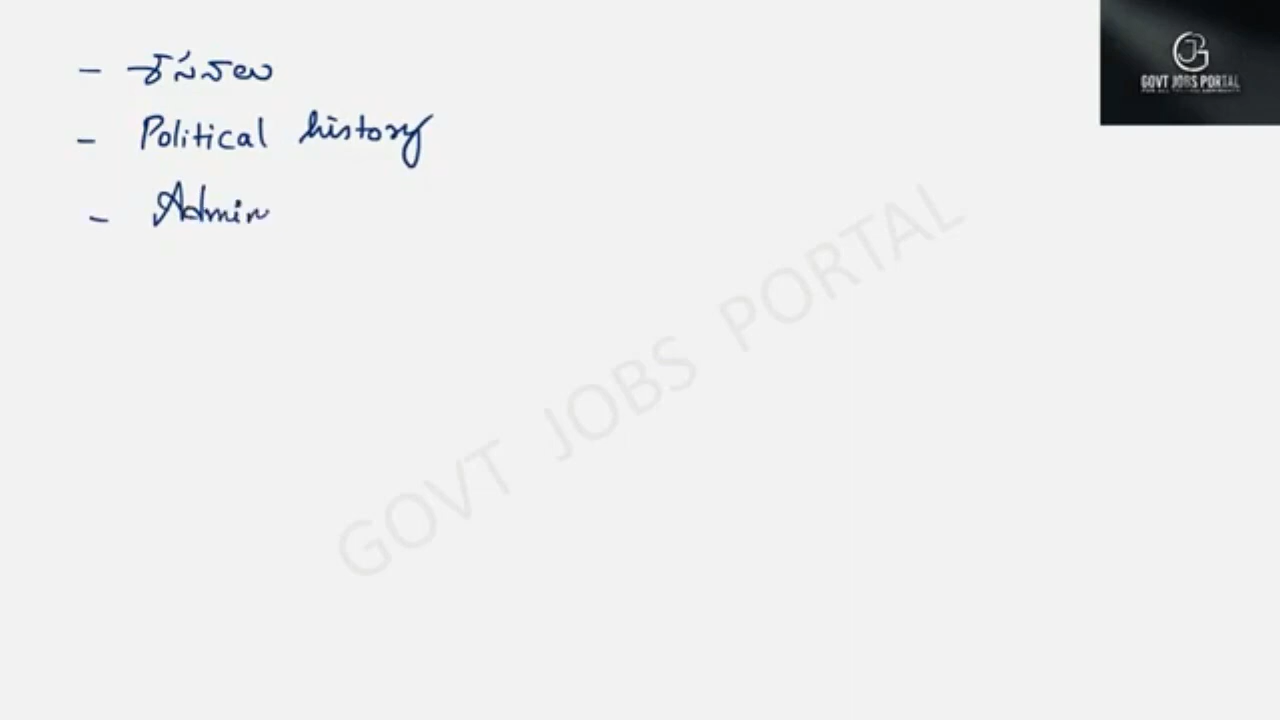 - శాసనాలు
- Political history
- Admin
GOVT JOBS PORTAL
GOVT JOBS PORTAL